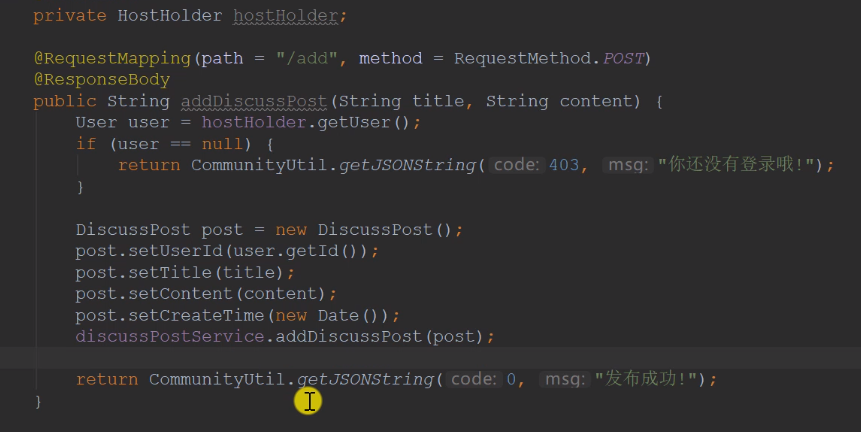 private HostHolder hostHolder;
@RequestMapping(path = "/add", method = RequestMethod.POST)
@ResponseBody
public String addDiscussPost(String title, String content) {
User user = hostHolder.getUser();
if (user == null) {
return CommunityUtil.getJSONString( code: 403, msg: "你还没有登录哦!");
}
DiscussPost post = new DiscussPost();
post.setUserId(user.getId());
post.setTitle(title);
post.setContent(content);
post.setCreateTime(new Date());
discussPostService.addDiscussPost(post);
return CommunityUtil.getJSONString( code: 0, msg: "发布成功!");
}